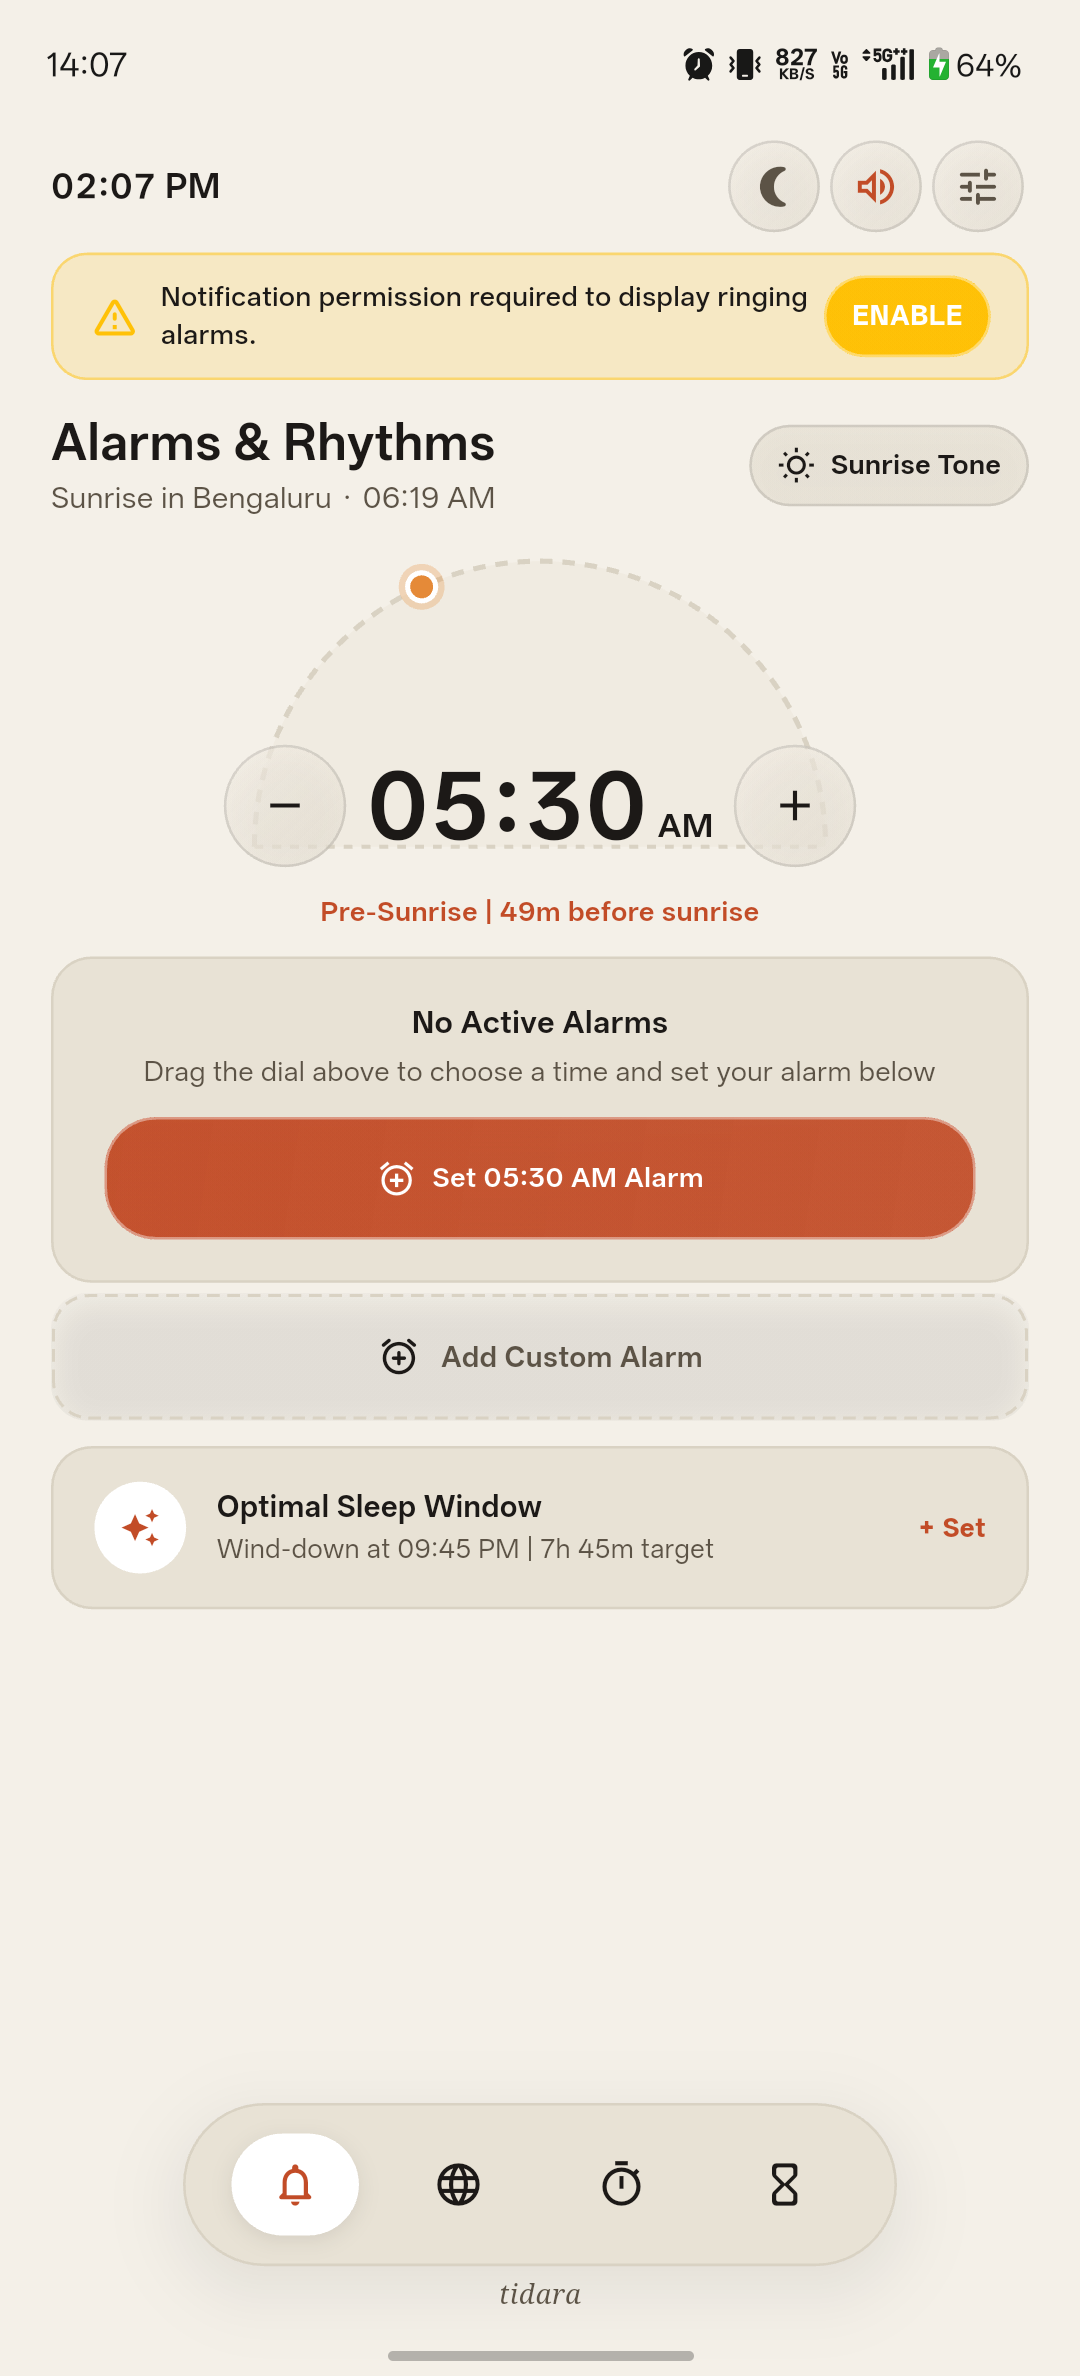 14:07
827
KB/S
Vo
5G
5G++
64%
02:07 PM
Notification permission required to display ringing
alarms.
ENABLE
Alarms & Rhythms
Sunrise in Bengaluru · 06:19 AM
Sunrise Tone
05:30 AM
Pre-Sunrise | 49m before sunrise
No Active Alarms
Drag the dial above to choose a time and set your alarm below
Set 05:30 AM Alarm
Add Custom Alarm
Optimal Sleep Window
Wind-down at 09:45 PM | 7h 45m target
+ Set
tidara